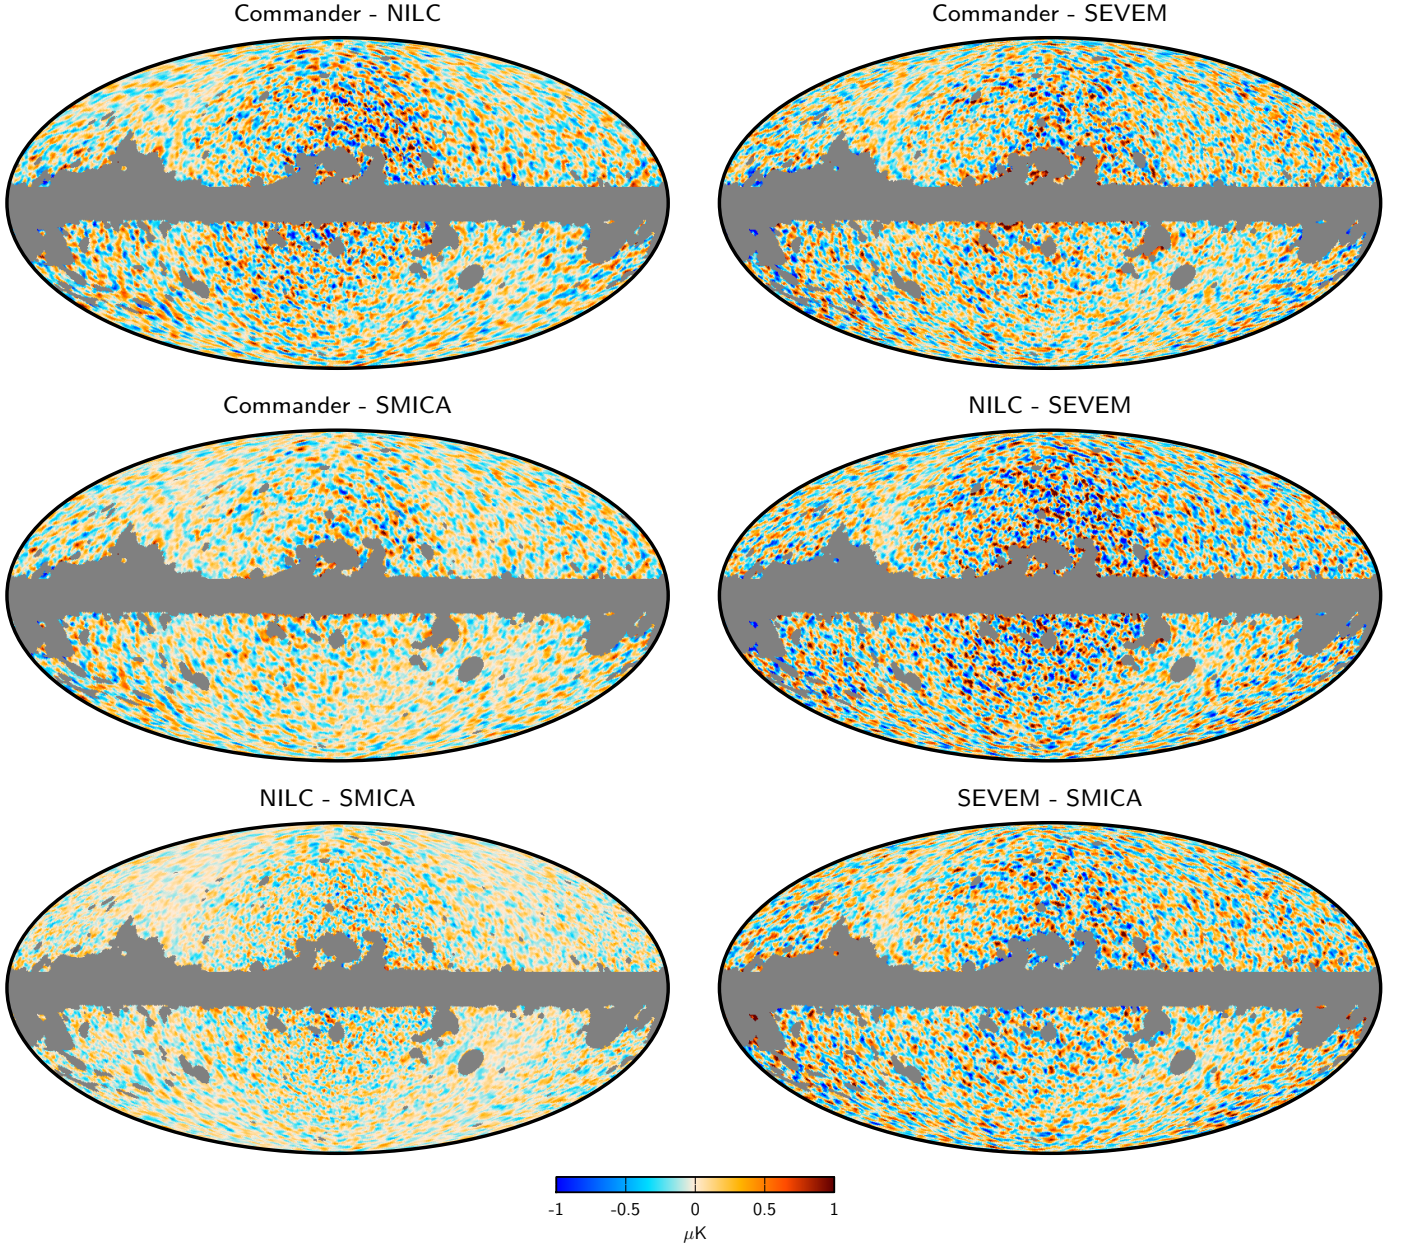 Commander - NILC
Commander - SEVEM
Commander - SMICA
NILC - SEVEM
NILC - SMICA
SEVEM - SMICA
-1 -0.5 0 0.5 1
μK